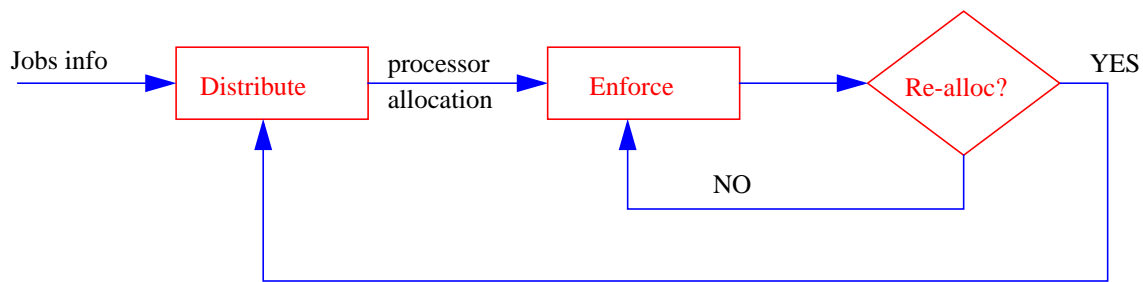 Jobs info
Distribute
processor
allocation
Enforce
Re-alloc?
YES
NO